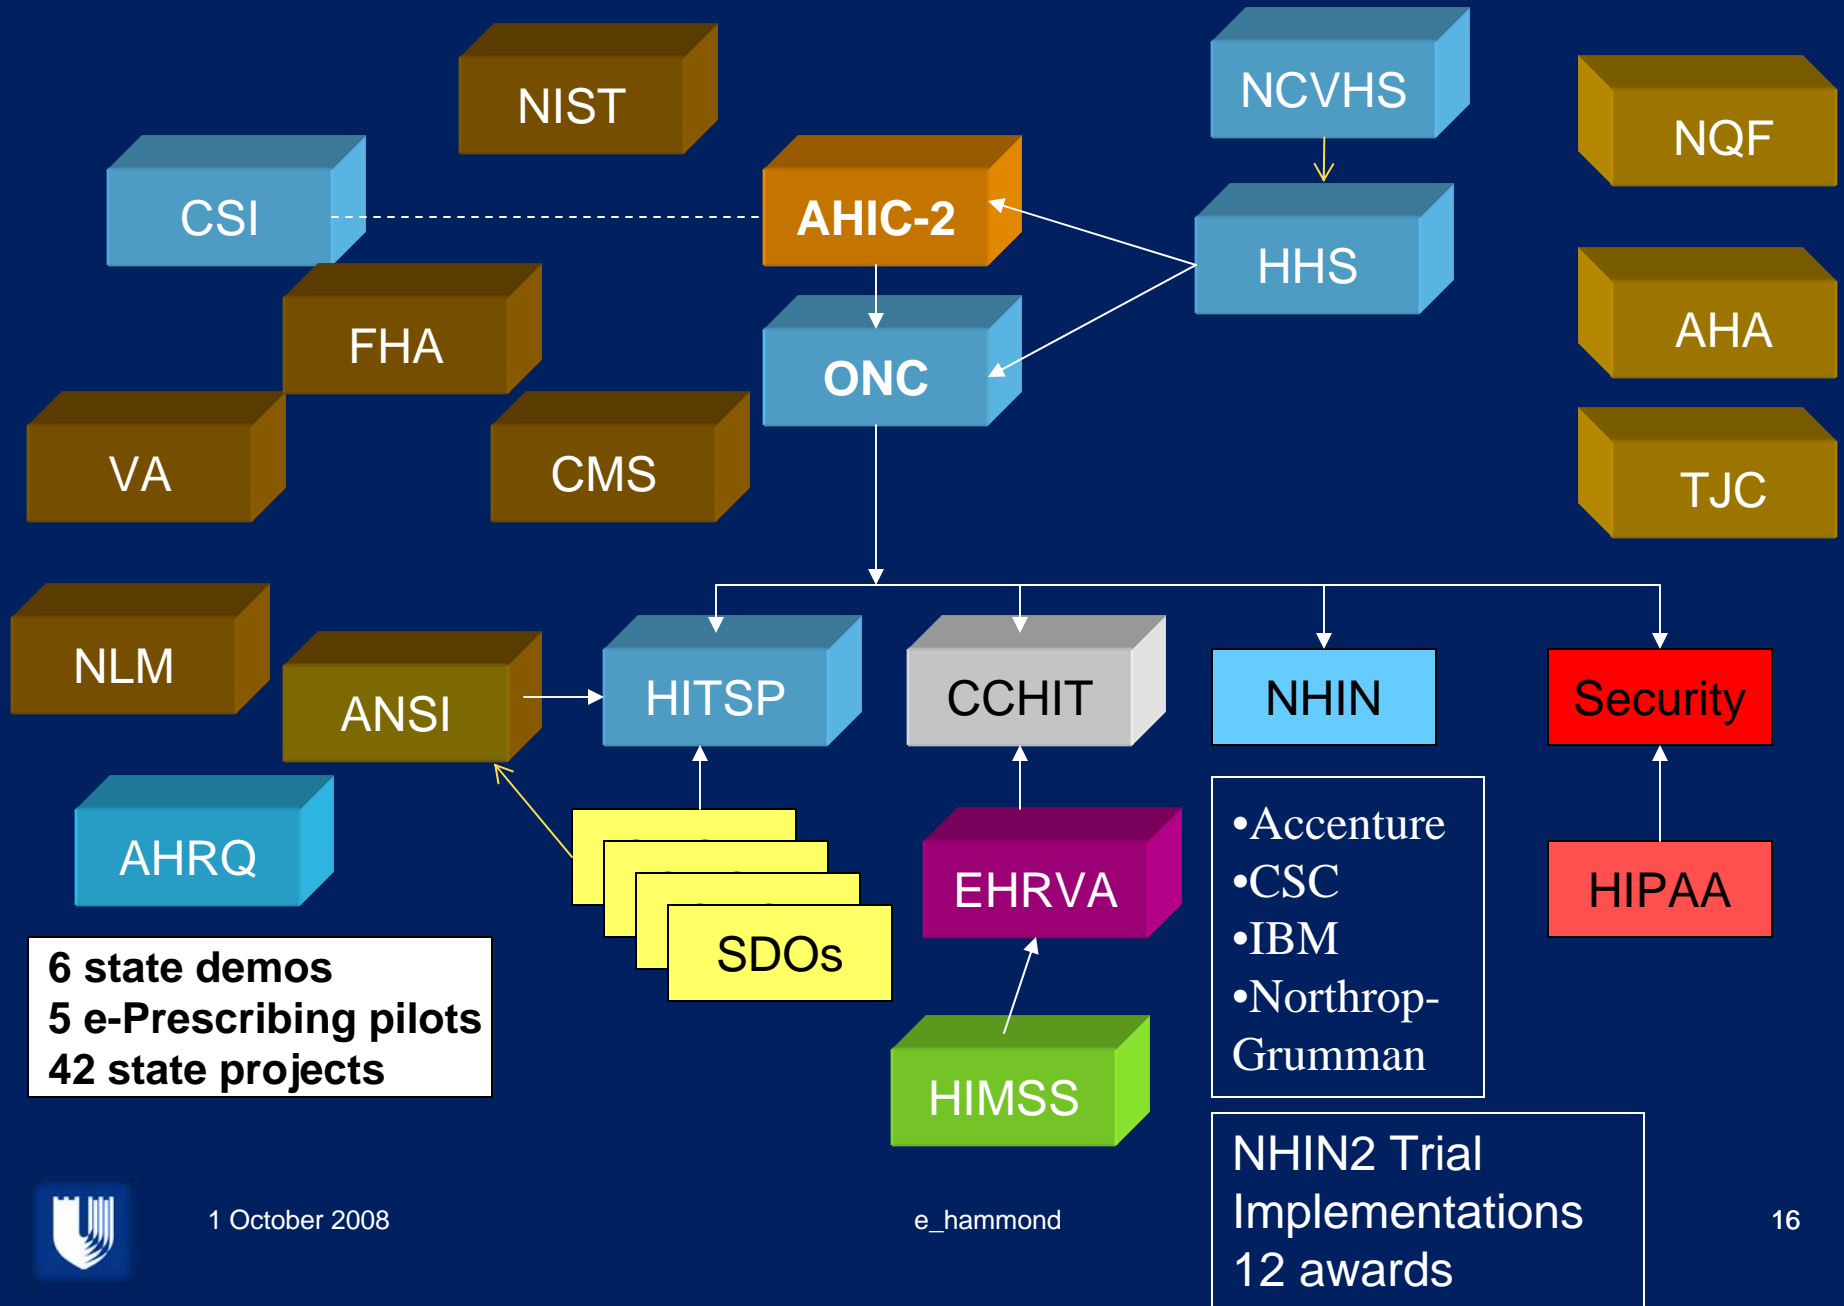 NIST
NCVHS
NQF
CSI
AHIC-2
HHS
FHA
ONC
AHA
VA
CMS
TJC
NLM
ANSI
HITSP
CCHIT
NHIN
Security
AHRQ
SDOs
EHRVA
•Accenture
•CSC
•IBM
•Northrop-
Grumman
HIPAA
6 state demos
5 e-Prescribing pilots
42 state projects
HIMSS
NHIN2 Trial
Implementations
12 awards
1 October 2008
e_hammond
16